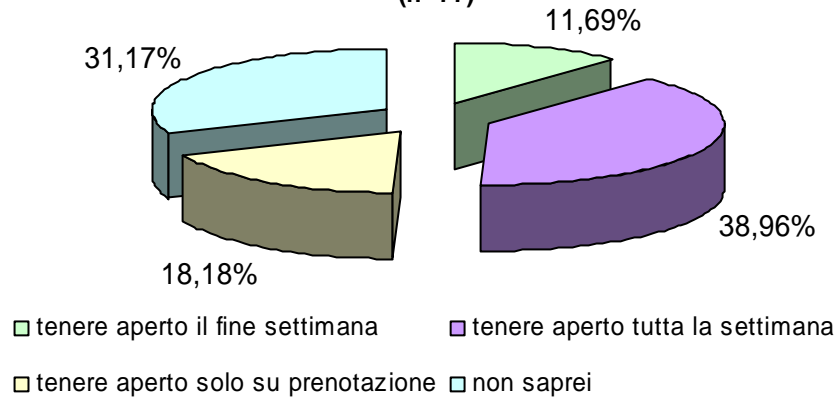 11,69%
31,17%
38,96%
18,18%
tenere aperto il fine settimana
tenere aperto tutta la settimana
tenere aperto solo su prenotazione
non saprei